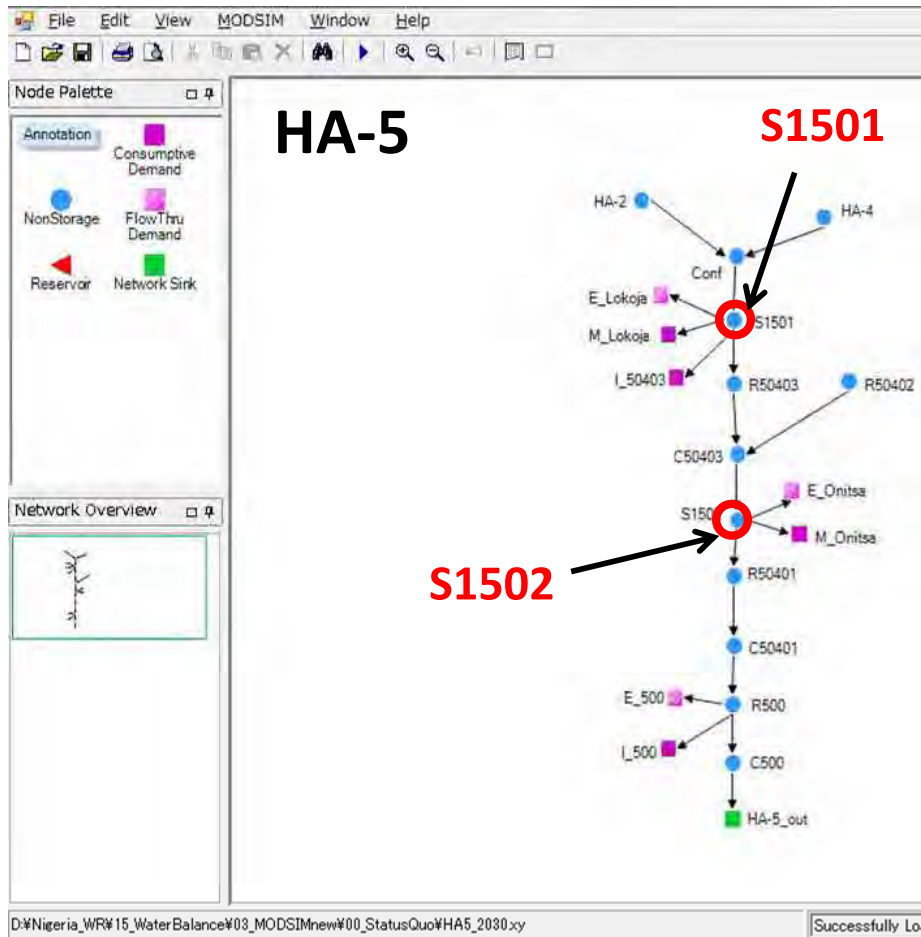 File Edit View MODSIM Window Help
Node Palette
Annotation
Consumptive
Demand
NonStorage
FlowThru
Demand
Reservoir
Network Sink
Network Overview
HA-5
S1501
HA-2
HA-4
Conf
E_Lokoja
S1501
M_Lokoja
I_50403
R50403
R50402
C50403
E_Onitsa
S150
M_Onitsa
S1502
R50401
C50401
E_500
R500
I_500
C500
HA-5_out
D:¥Nigeria_WR¥15_WaterBalance¥03_MODSIMnew¥00_StatusQuo¥HA5_2030.xy
Successfully Lo